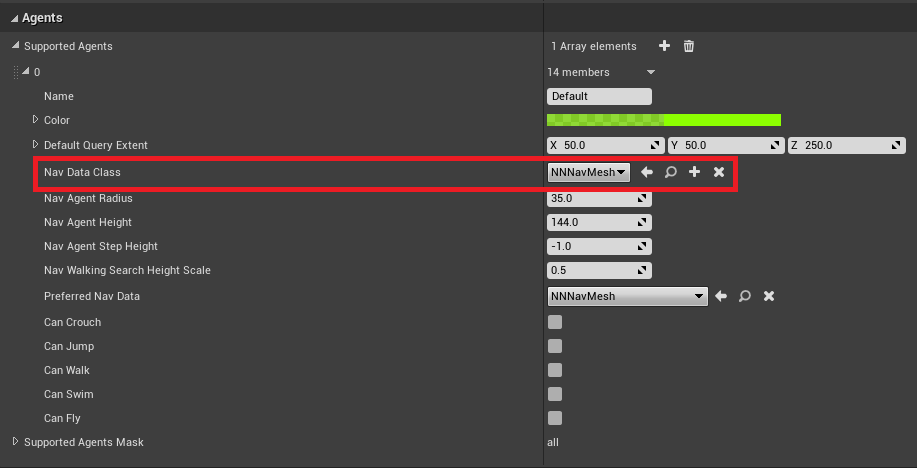 Agents
Supported Agents 1 Array elements
0 14 members
Name Default
Color
Default Query Extent X 50.0 Y 50.0 Z 250.0
Nav Data Class NNNavMesh
Nav Agent Radius 35.0
Nav Agent Height 144.0
Nav Agent Step Height -1.0
Nav Walking Search Height Scale 0.5
Preferred Nav Data NNNavMesh
Can Crouch
Can Jump
Can Walk
Can Swim
Can Fly
Supported Agents Mask all